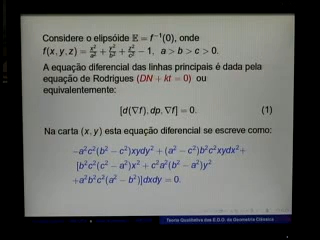 Considere o elipsóide 𝔼 = f⁻¹(0), onde
f(x, y, z) = x²/a² + y²/b² + z²/c² − 1, a > b > c > 0.
A equação diferencial das linhas principais é dada pela
equação de Rodrigues (DN + kt = 0) ou
equivalentemente:
[d(∇f), dp, ∇f] = 0. (1)
Na carta (x, y) esta equação diferencial se escreve como:
−a²c²(b² − c²)xydy² + (a² − c²)b²c²xydx² +
[b²c²(c² − a²)x² + c²a²(b² − a²)y²
+a²b²c²(a² − b²)]dxdy = 0.
Teoria Qualitativa das E.D.O. da Geometria Clássica